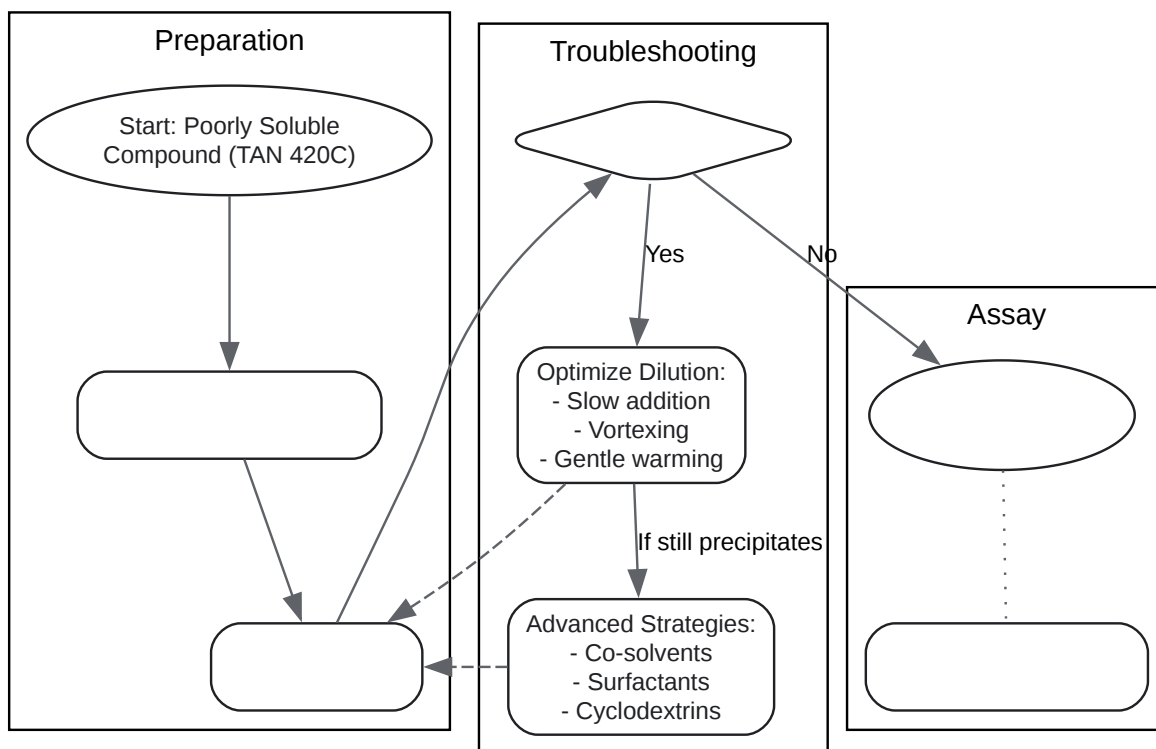 Preparation
Start: Poorly Soluble
Compound (TAN 420C)
Troubleshooting
Yes
No
Optimize Dilution:
- Slow addition
- Vortexing
- Gentle warming
If still precipitates
Advanced Strategies:
- Co-solvents
- Surfactants
- Cyclodextrins
Assay